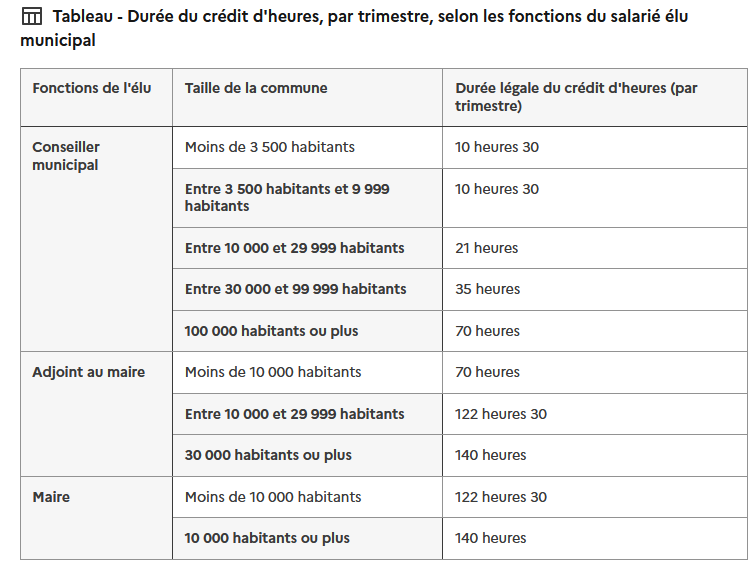 Tableau - Durée du crédit d'heures, par trimestre, selon les fonctions du salarié élu
municipal
Fonctions de l'élu Taille de la commune Durée légale du crédit d'heures (par
trimestre)
Conseiller
municipal
Moins de 3 500 habitants 10 heures 30
Entre 3 500 habitants et 9 999
habitants
10 heures 30
Entre 10 000 et 29 999 habitants 21 heures
Entre 30 000 et 99 999 habitants 35 heures
100 000 habitants ou plus 70 heures
Adjoint au maire Moins de 10 000 habitants 70 heures
Entre 10 000 et 29 999 habitants 122 heures 30
30 000 habitants ou plus 140 heures
Maire Moins de 10 000 habitants 122 heures 30
10 000 habitants ou plus 140 heures